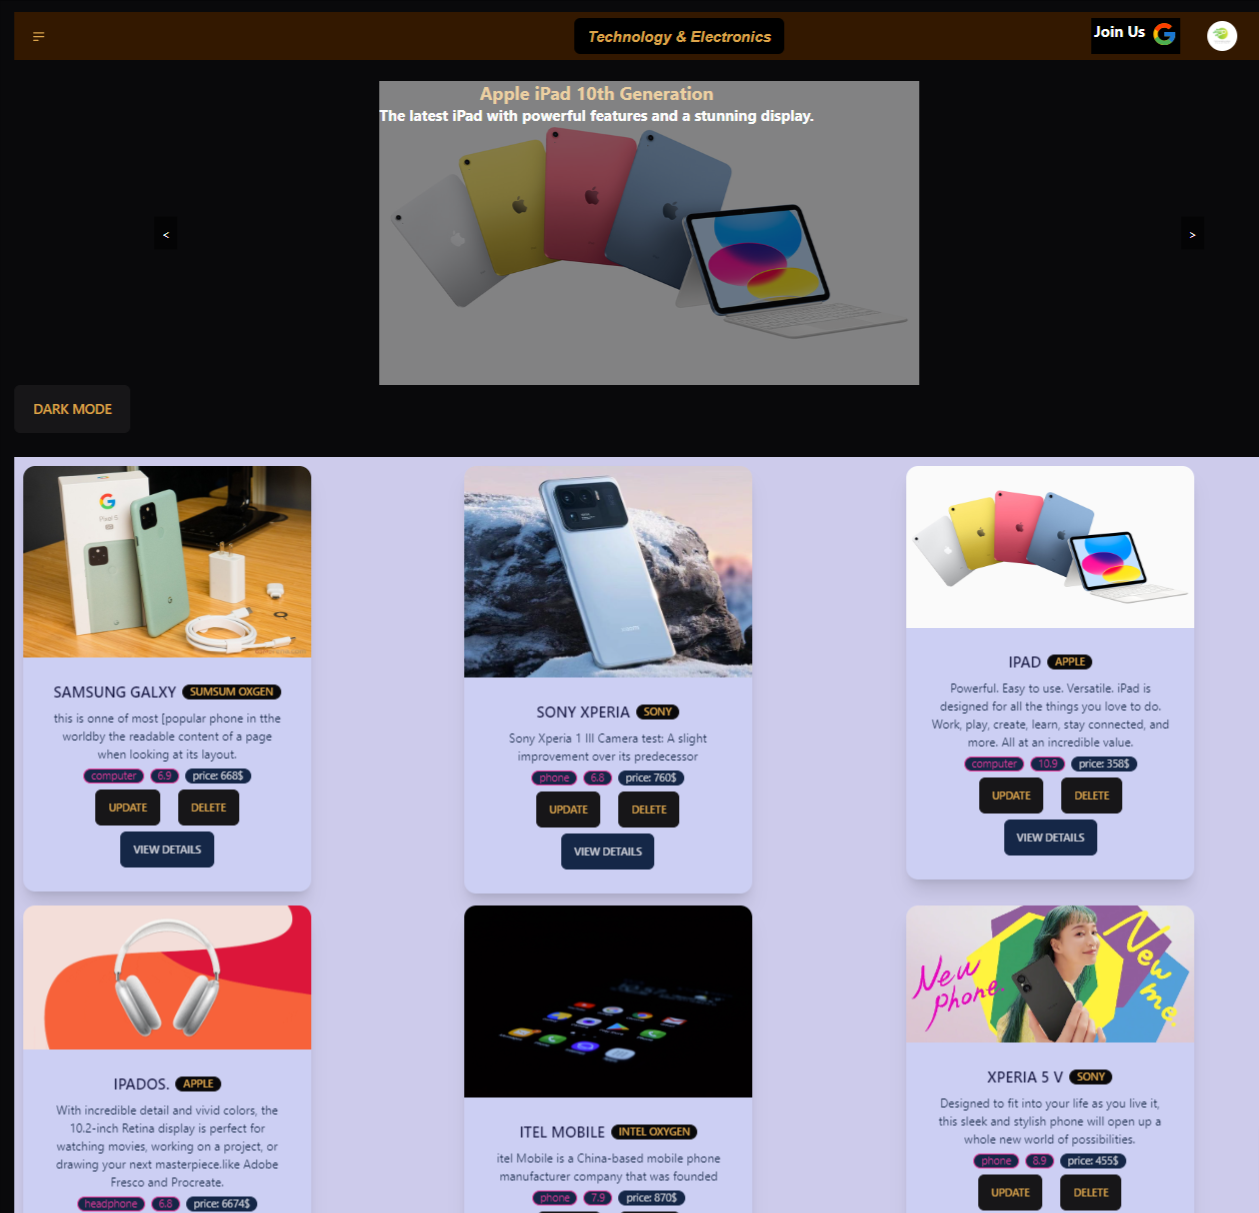 Technology & Electronics
Join Us
Apple iPad 10th Generation
The latest iPad with powerful features and a stunning display.
<
>
DARK MODE
Pixel 5
SAMSUNG GALXY SUMSUM OXGEN
this is onne of most [popular phone in tthe
worldby the readable content of a page
when looking at its layout.
computer 6.9 price: 668$
UPDATE DELETE
VIEW DETAILS
SONY XPERIA SONY
Sony Xperia 1 III Camera test: A slight
improvement over its predecessor
phone 6.8 price: 760$
UPDATE DELETE
VIEW DETAILS
IPAD APPLE
Powerful. Easy to use. Versatile. iPad is
designed for all the things you love to do.
Work, play, create, learn, stay connected, and
more. All at an incredible value.
computer 10.9 price: 358$
UPDATE DELETE
VIEW DETAILS
IPADOS. APPLE
With incredible detail and vivid colors, the
10.2-inch Retina display is perfect for
watching movies, working on a project, or
drawing your next masterpiece.like Adobe
Fresco and Procreate.
headphone 6.8 price: 6674$
ITEL MOBILE INTEL OXYGEN
itel Mobile is a China-based mobile phone
manufacturer company that was founded
phone 7.9 price: 870$
New
phone.
New
me.
XPERIA 5 V SONY
Designed to fit into your life as you live it,
this sleek and stylish phone will open up a
whole new world of possibilities.
phone 8.9 price: 455$
UPDATE DELETE